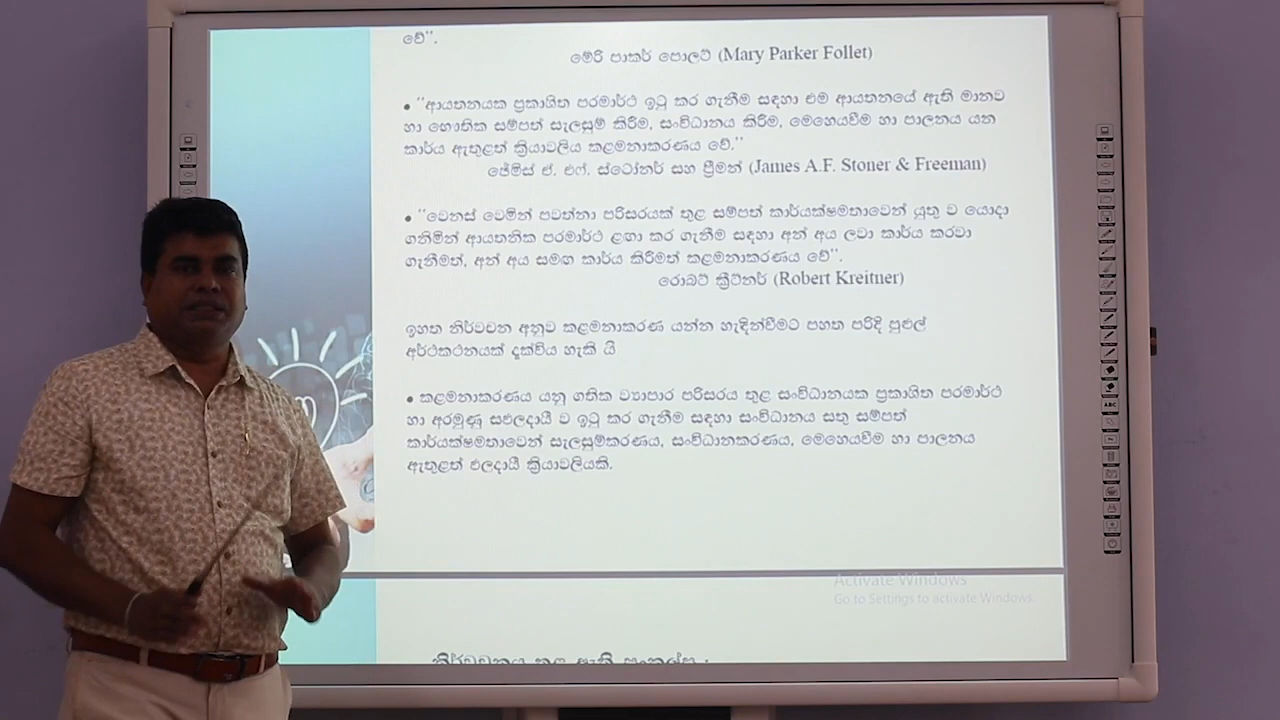 වේ".
මේරි පාකර් පොලට් (Mary Parker Follet)
• "ආයතනයක ප්‍රකාශිත පරමාර්ථ ඉටු කර ගැනීම සඳහා එම ආයතනයේ ඇති මානව
හා භෞතික සම්පත් සැලසුම් කිරීම, සංවිධානය කිරීම, මෙහෙයවීම හා පාලනය යන
කාර්ය ඇතුළත් ක්‍රියාවලිය කළමනාකරණය වේ."
ජේම්ස් ඒ. එෆ්. ස්ටෝනර් සහ ප්‍රීමන් (James A.F. Stoner & Freeman)
• "වෙනස් වෙමින් පවත්නා පරිසරයක් තුළ සම්පත් කාර්යක්ෂමතාවෙන් යුතු ව යොදා
ගනිමින් ආයතනික පරමාර්ථ ළඟා කර ගැනීම සඳහා අන් අය ලවා කාර්ය කරවා
ගැනීමත්, අන් අය සමඟ කාර්ය කිරීමත් කළමනාකරණය වේ".
රොබට් ක්‍රීට්නර් (Robert Kreitner)
ඉහත නිර්වචන අනුව කළමනාකරණ යන්න හැඳින්වීමට පහත පරිදි පුළුල්
අර්ථකථනයක් දැක්විය හැකි යි
• කළමනාකරණය යනු ගතික ව්‍යාපාර පරිසරය තුළ සංවිධානයක ප්‍රකාශිත පරමාර්ථ
හා අරමුණු සඵලදායී ව ඉටු කර ගැනීම සඳහා සංවිධානය සතු සම්පත්
කාර්යක්ෂමතාවෙන් සැලසුම්කරණය, සංවිධානකරණය, මෙහෙයවීම හා පාලනය
ඇතුළත් ඵලදායී ක්‍රියාවලියකි.
Activate Windows
Go to Settings to activate Windows.
නිර්වචනය තුළ ඇති සංකල්ප :
ABC